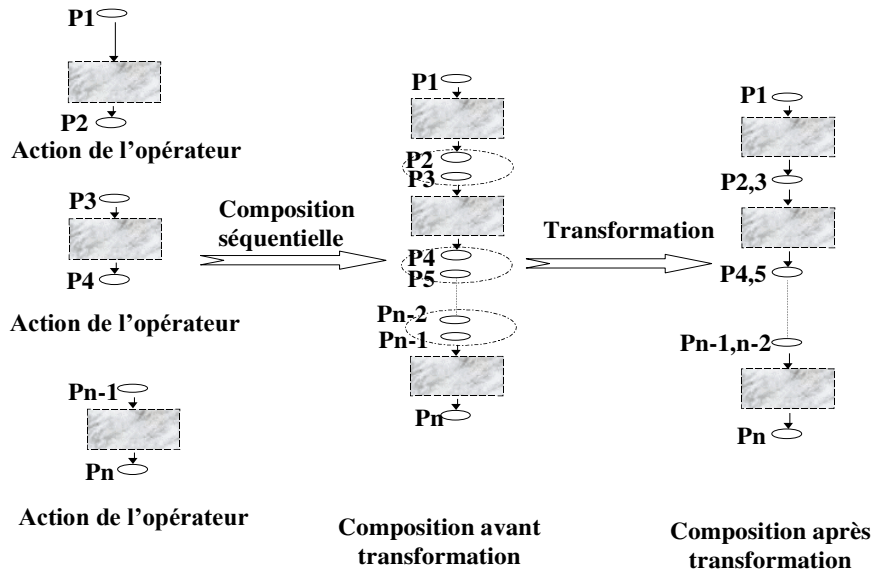 P1
P2
Action de l’opérateur
P3
P4
Action de l’opérateur
Pn-1
Pn
Action de l’opérateur
Composition
séquentielle
P1
P2
P3
P4
P5
Pn-2
Pn-1
Pn
Composition avant
transformation
Transformation
P1
P2,3
P4,5
Pn-1,n-2
Pn
Composition après
transformation